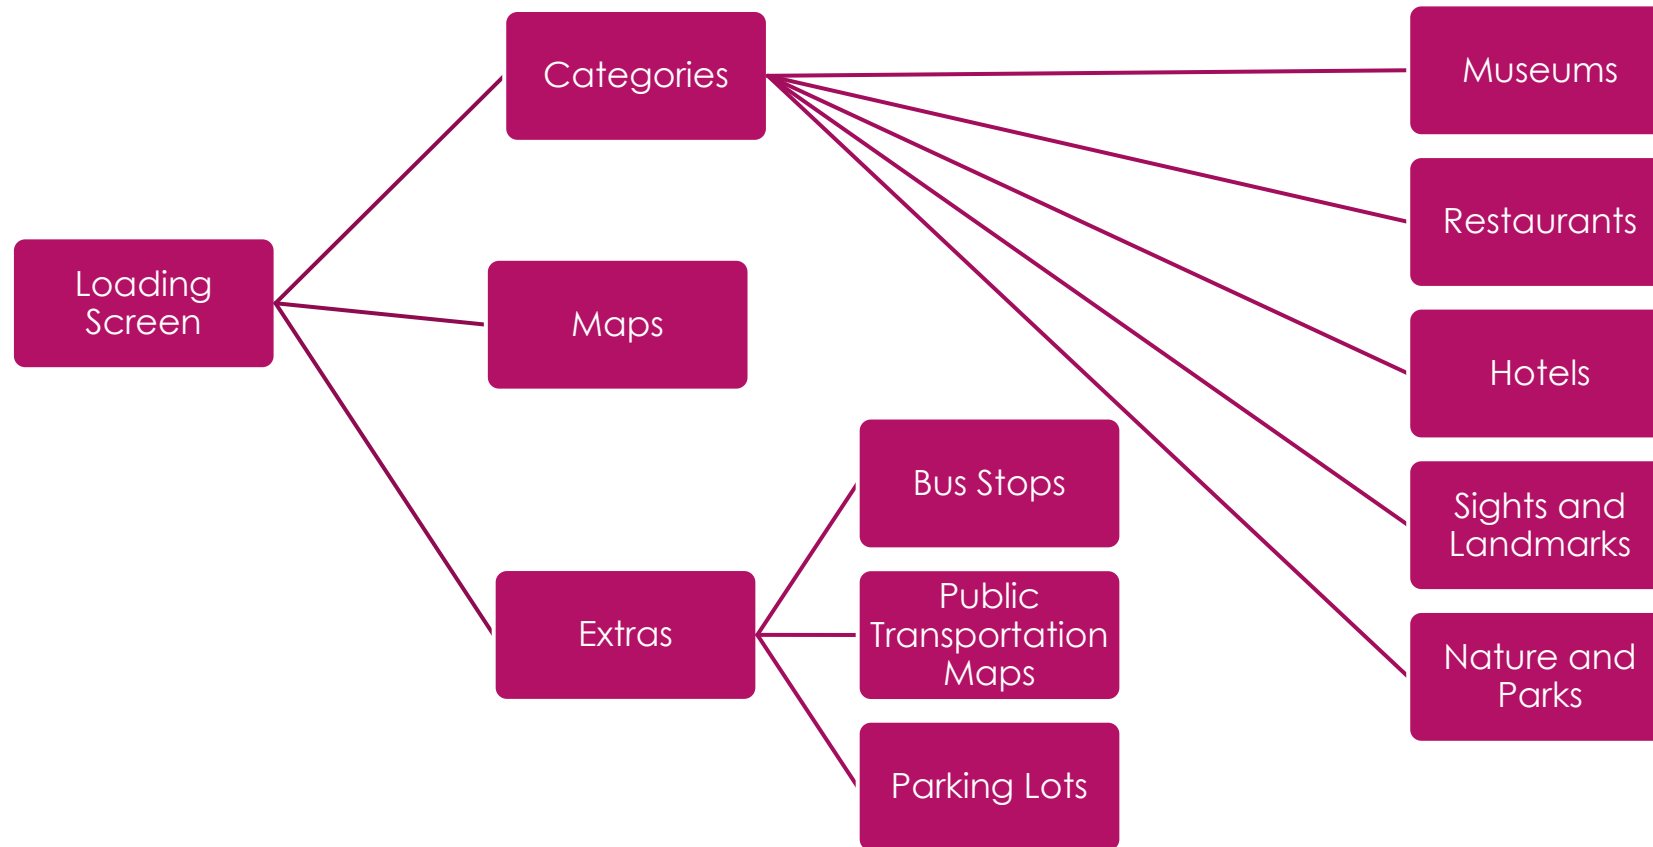 Loading
Screen
Categories
Maps
Extras
Bus Stops
Public
Transportation
Maps
Parking Lots
Museums
Restaurants
Hotels
Sights and
Landmarks
Nature and
Parks